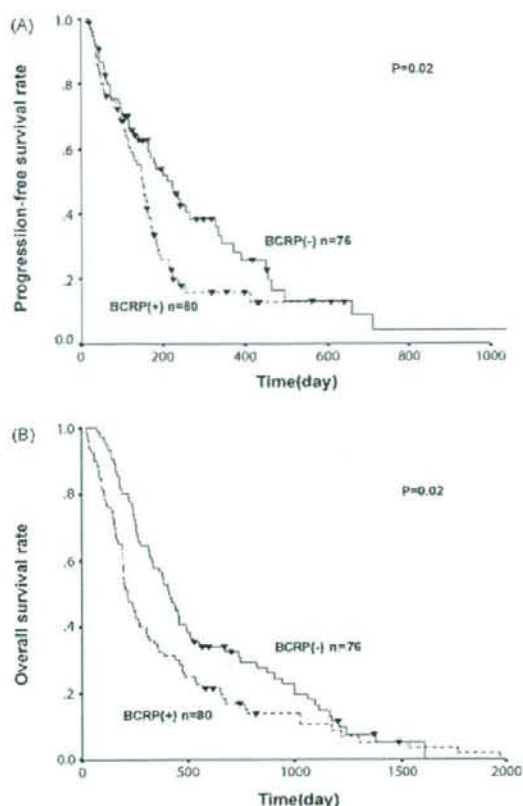 (A)
P=0.02
Progressiion-free survival rate
1.0
.8
.6
.4
.2
0.0
BCRP(-) n=76
BCRP(+) n=80
0 200 400 600 800 1000
Time(day)
(B)
P=0.02
Overall survival rate
1.0
.8
.6
.4
.2
0.0
BCRP(-) n=76
BCRP(+) n=80
0 500 1000 1500 2000
Time(day)